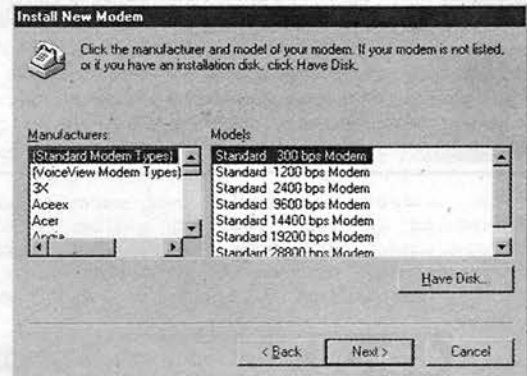 Install New Modem
Click the manufacturer and model of your modem. If your modem is not listed,
or if you have an installation disk, click Have Disk.
Manufacturers:
(Standard Modem Types)
(VoiceView Modem Types)
3X
Aceex
Acer
Models
Standard 300 bps Modem
Standard 1200 bps Modem
Standard 2400 bps Modem
Standard 9600 bps Modem
Standard 14400 bps Modem
Standard 19200 bps Modem
Standard 28800 bps Modem
Have Disk...
< Back
Next >
Cancel